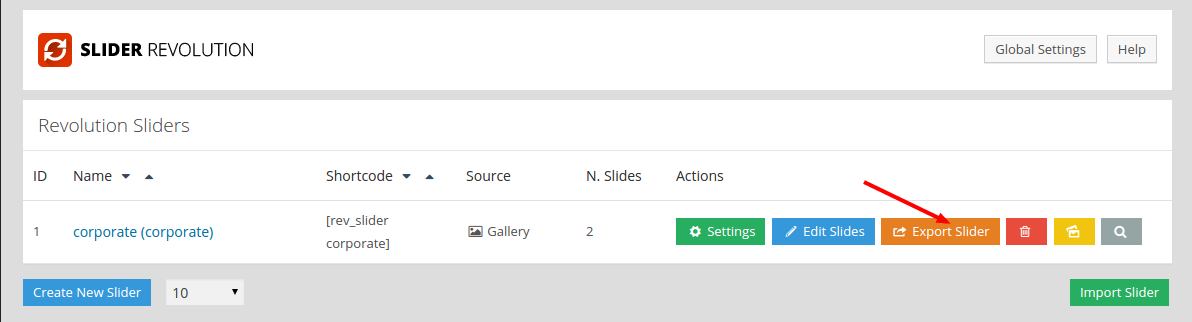 SLIDER REVOLUTION
Global Settings
Help
Revolution Sliders
ID
Name
Shortcode
Source
N. Slides
Actions
1
corporate (corporate)
[rev_slider
corporate]
Gallery
2
Settings
Edit Slides
Export Slider
Create New Slider
10
Import Slider